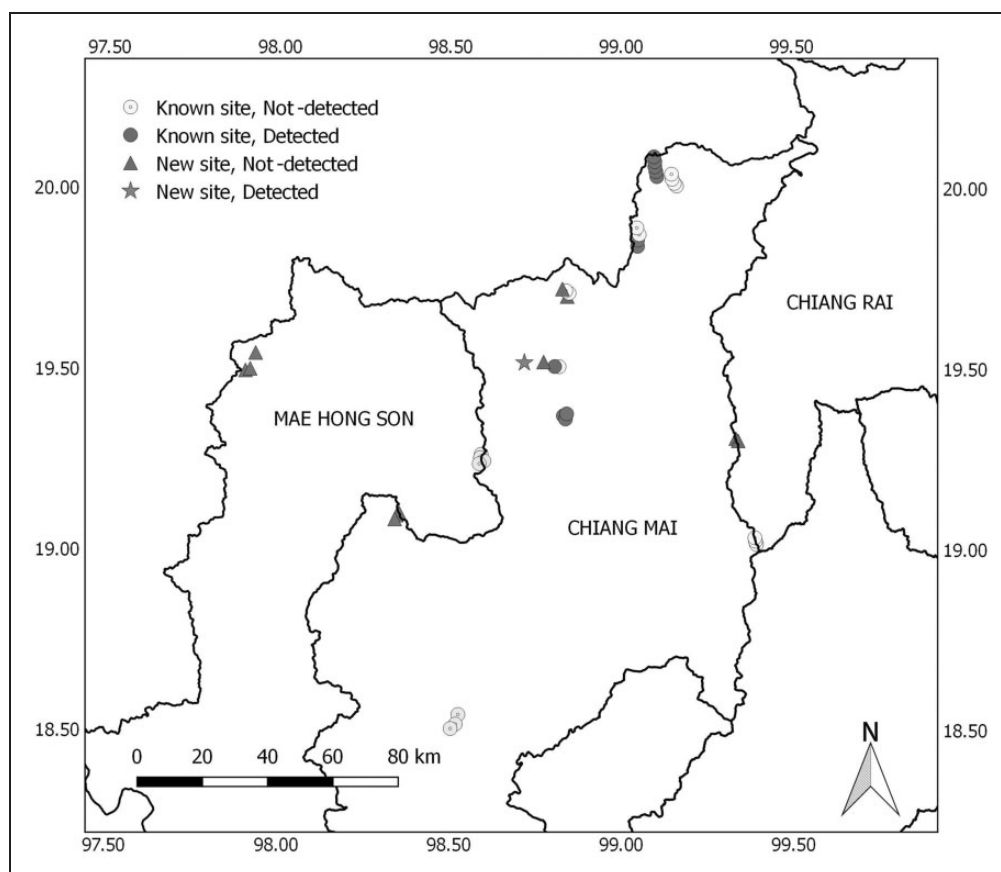 97.50 98.00 98.50 99.00 99.50
Known site, Not-detected
Known site, Detected
New site, Not-detected
New site, Detected
20.00 20.00
CHIANG RAI
19.50 19.50
MAE HONG SON
CHIANG MAI
19.00 19.00
18.50 18.50
0 20 40 60 80 km
N
97.50 98.00 98.50 99.00 99.50